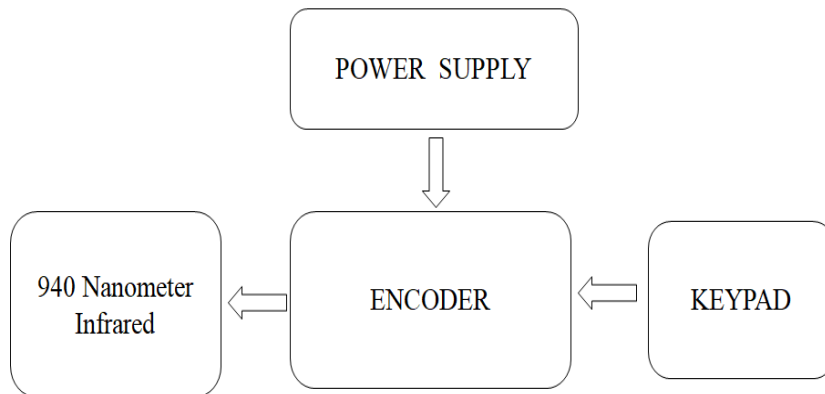 POWER SUPPLY
940 Nanometer
Infrared
ENCODER
KEYPAD